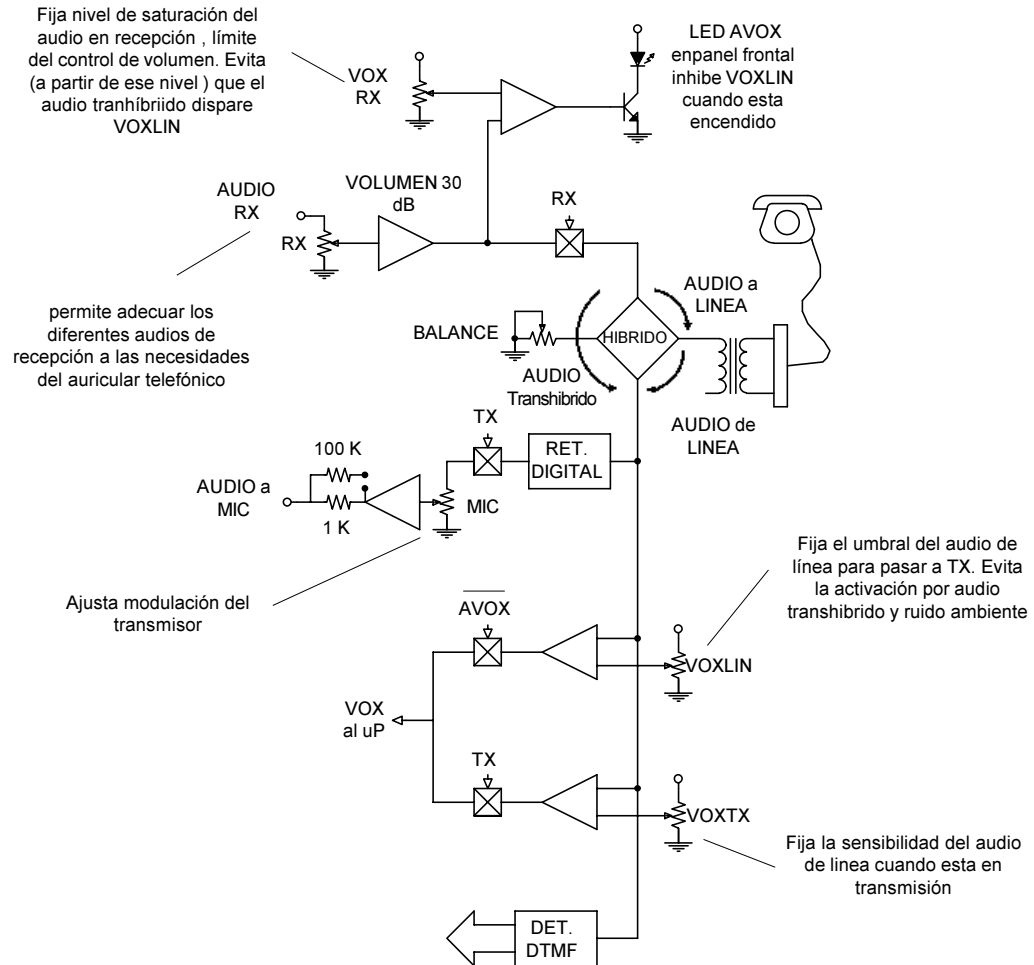 Fija nivel de saturación del
audio en recepción , límite
del control de volumen. Evita
(a partir de ese nivel ) que el
audio tranhíbriido dispare
VOXLIN
VOX
RX
LED AVOX
enpanel frontal
inhibe VOXLIN
cuando esta
encendido
AUDIO
RX
RX
VOLUMEN 30
dB
RX
permite adecuar los
diferentes audios de
recepción a las necesidades
del auricular telefónico
BALANCE
HIBRIDO
AUDIO a
LINEA
AUDIO
Transhibrido
AUDIO de
LINEA
TX
RET.
DIGITAL
100 K
AUDIO a
MIC
1 K
MIC
Ajusta modulación del
transmisor
Fija el umbral del audio de
línea para pasar a TX. Evita
la activación por audio
transhibrido y ruido ambiente
AVOX
VOXLIN
VOX
al uP
TX
VOXTX
Fija la sensibilidad del audio
de linea cuando esta en
transmisión
DET.
DTMF